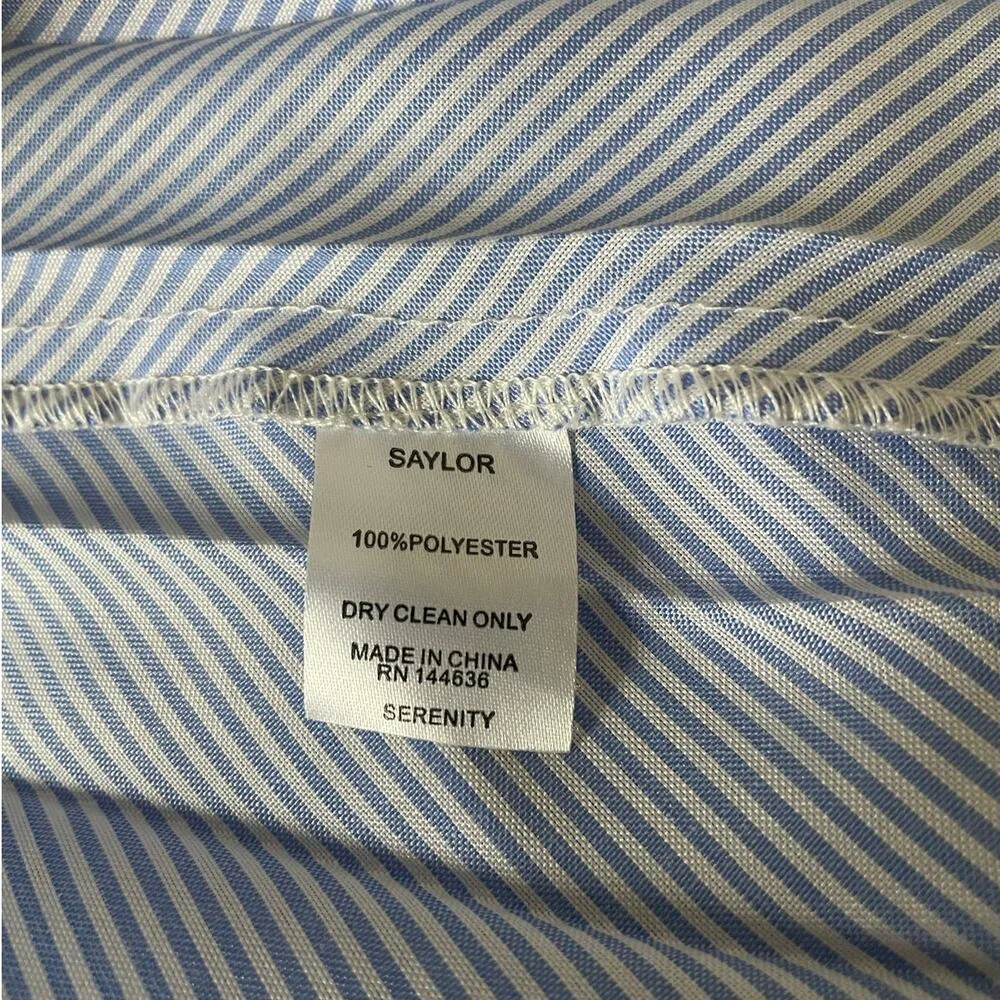 SAYLOR
100%POLYESTER
DRY CLEAN ONLY
MADE IN CHINA
RN 144636
SERENITY